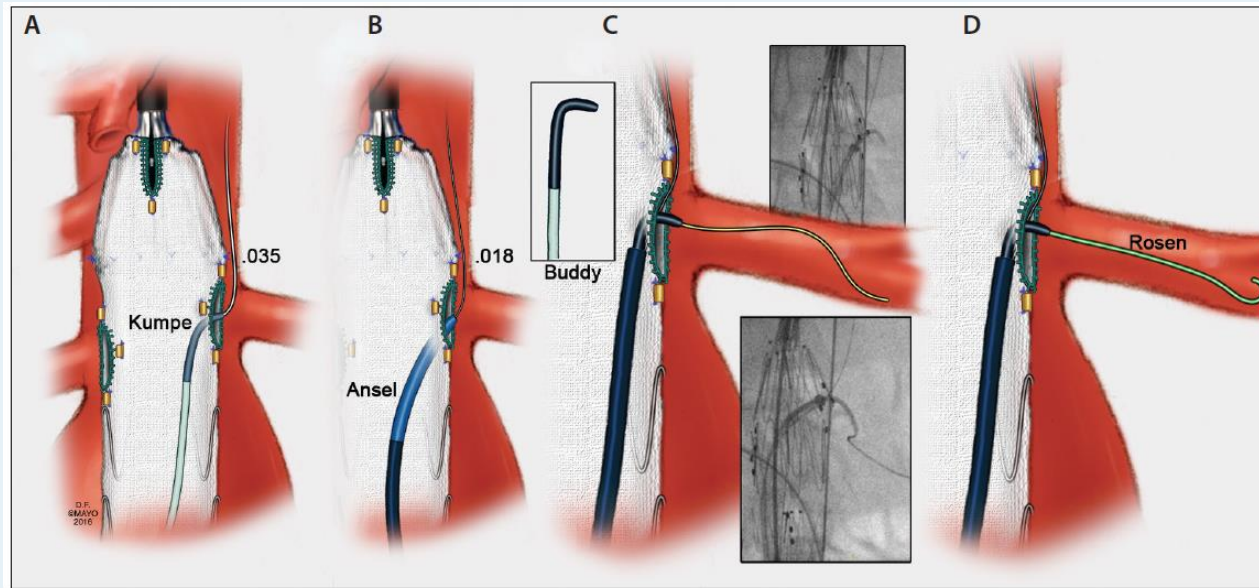 A
B
C
D
.035
Kumpe
.018
Ansel
Buddy
Rosen
D.F.
©MAYO
2016